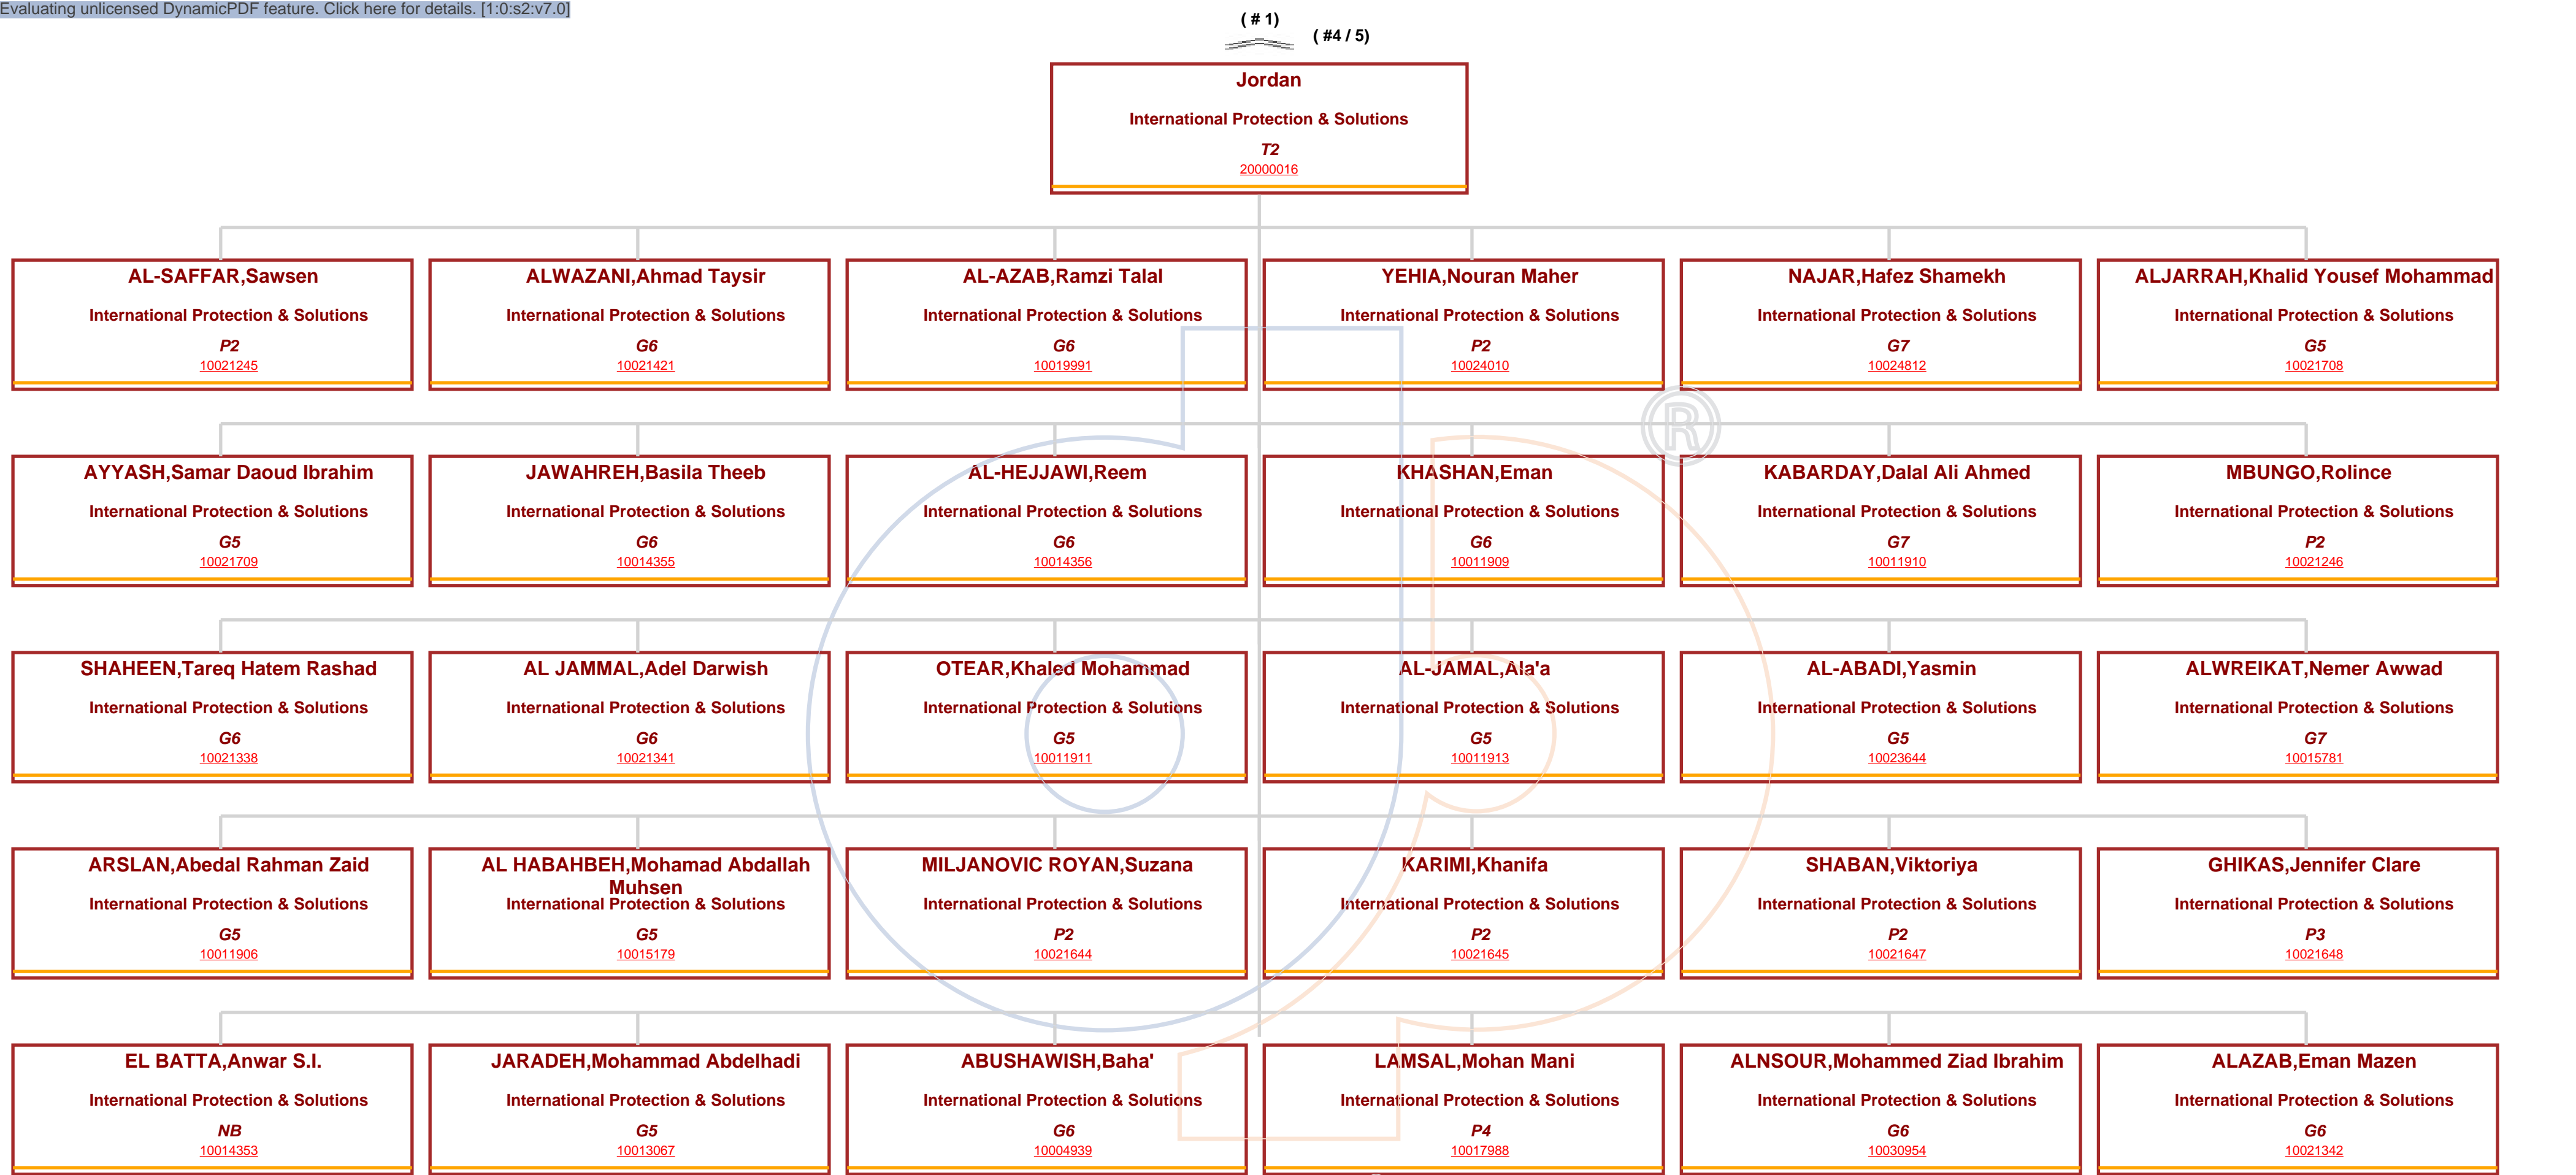 Evaluating unlicensed DynamicPDF feature. Click here for details. [1:0:s2:v7.0]
( # 1)
( #4 / 5)
Jordan
International Protection & Solutions
T2
20000016
AL-SAFFAR,Sawsen
International Protection & Solutions
P2
10021245
ALWAZANI,Ahmad Taysir
International Protection & Solutions
G6
10021421
AL-AZAB,Ramzi Talal
International Protection & Solutions
G6
10019991
YEHIA,Nouran Maher
International Protection & Solutions
P2
10024010
NAJAR,Hafez Shamekh
International Protection & Solutions
G7
10024812
ALJARRAH,Khalid Yousef Mohammad
International Protection & Solutions
G5
10021708
AYYASH,Samar Daoud Ibrahim
International Protection & Solutions
G5
10021709
JAWAHREH,Basila Theeb
International Protection & Solutions
G6
10014355
AL-HEJJAWI,Reem
International Protection & Solutions
G6
10014356
KHASHAN,Eman
International Protection & Solutions
G6
10011909
KABARDAY,Dalal Ali Ahmed
International Protection & Solutions
G7
10011910
MBUNGO,Rolince
International Protection & Solutions
P2
10021246
SHAHEEN,Tareq Hatem Rashad
International Protection & Solutions
G6
10021338
AL JAMMAL,Adel Darwish
International Protection & Solutions
G6
10021341
OTEAR,Khaled Mohammad
International Protection & Solutions
G5
10011911
AL-JAMAL,Ala'a
International Protection & Solutions
G5
10011913
AL-ABADI,Yasmin
International Protection & Solutions
G5
10023644
ALWREIKAT,Nemer Awwad
International Protection & Solutions
G7
10015781
ARSLAN,Abedal Rahman Zaid
International Protection & Solutions
G5
10011906
AL HABAHBEH,Mohamad Abdallah
Muhsen
International Protection & Solutions
G5
10015179
MILJANOVIC ROYAN,Suzana
International Protection & Solutions
P2
10021644
KARIMI,Khanifa
International Protection & Solutions
P2
10021645
SHABAN,Viktoriya
International Protection & Solutions
P2
10021647
GHIKAS,Jennifer Clare
International Protection & Solutions
P3
10021648
EL BATTA,Anwar S.I.
International Protection & Solutions
NB
10014353
JARADEH,Mohammad Abdelhadi
International Protection & Solutions
G5
10013067
ABUSHAWISH,Baha'
International Protection & Solutions
G6
10004939
LAMSAL,Mohan Mani
International Protection & Solutions
P4
10017988
ALNSOUR,Mohammed Ziad Ibrahim
International Protection & Solutions
G6
10030954
ALAZAB,Eman Mazen
International Protection & Solutions
G6
10021342
®